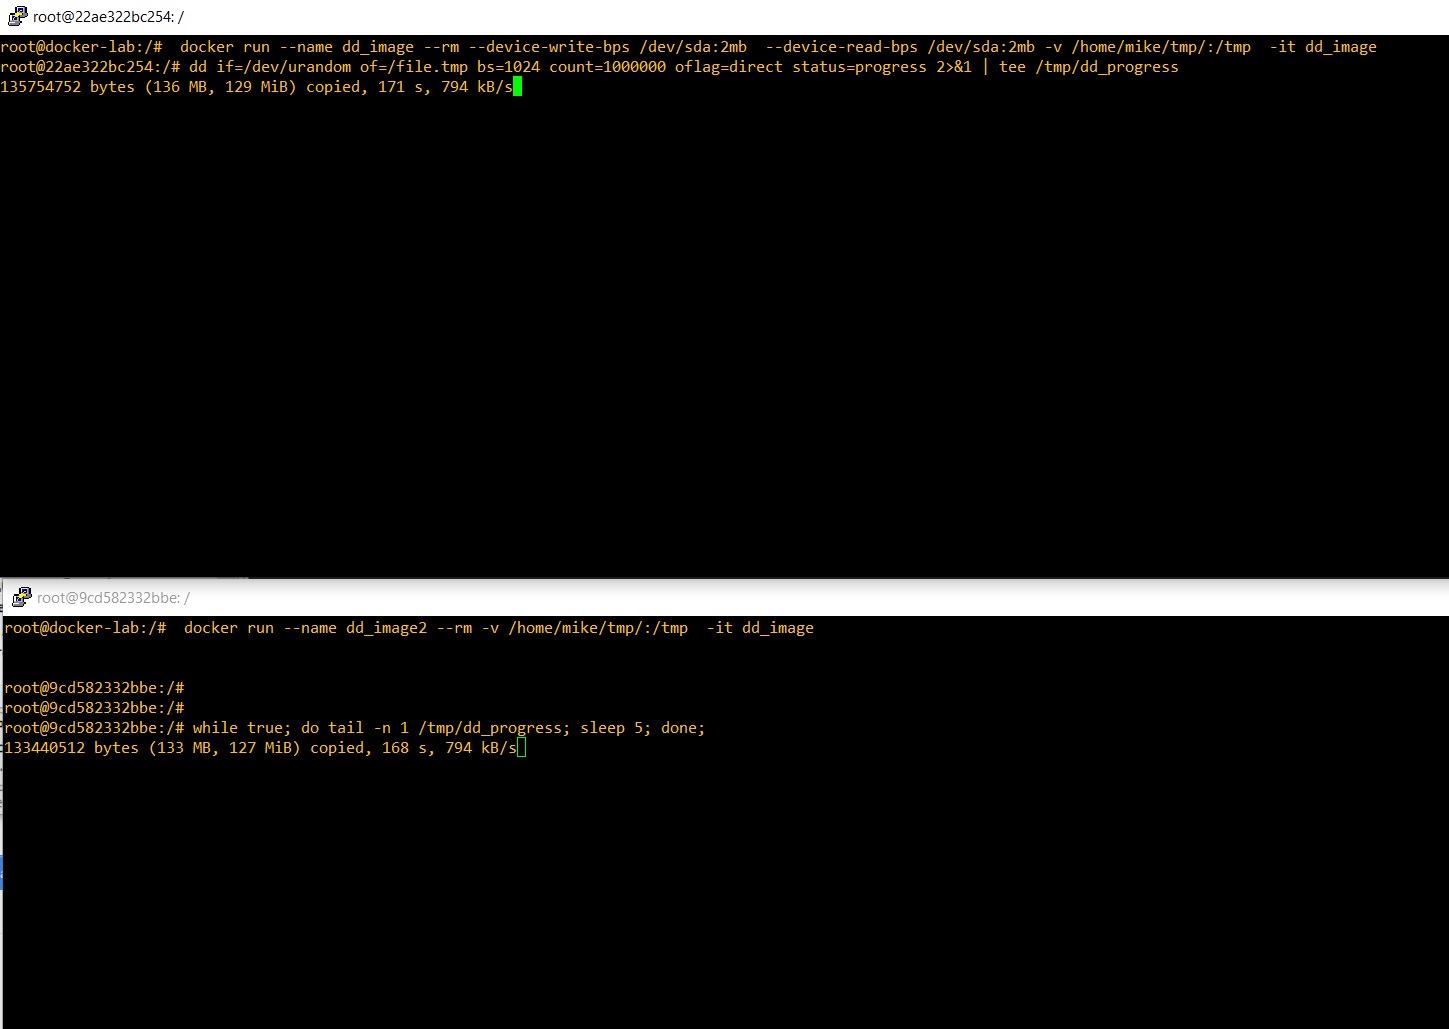 root@22ae322bc254: /
root@docker-lab:/#  docker run --name dd_image --rm --device-write-bps /dev/sda:2mb  --device-read-bps /dev/sda:2mb -v /home/mike/tmp/:/tmp  -it dd_image
root@22ae322bc254:/# dd if=/dev/urandom of=/file.tmp bs=1024 count=1000000 oflag=direct status=progress 2>&1 | tee /tmp/dd_progress
135754752 bytes (136 MB, 129 MiB) copied, 171 s, 794 kB/s
root@9cd582332bbe: /
root@docker-lab:/#  docker run --name dd_image2 --rm -v /home/mike/tmp/:/tmp  -it dd_image
root@9cd582332bbe:/#
root@9cd582332bbe:/#
root@9cd582332bbe:/# while true; do tail -n 1 /tmp/dd_progress; sleep 5; done;
133440512 bytes (133 MB, 127 MiB) copied, 168 s, 794 kB/s